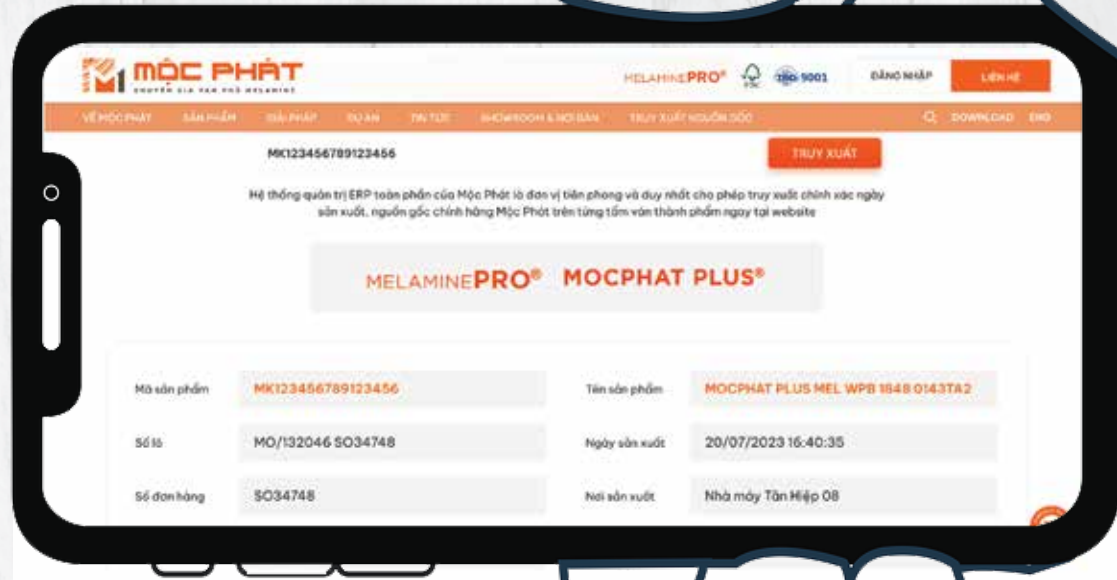 MỘC PHÁT
CHUYÊN GIA VÁN PHỦ MELAMINE
MELAMINEPRO®
FSC
ISO 9001
ĐĂNG NHẬP
LIÊN HỆ
VỀ MỘC PHÁT SẢN PHẨM GIẢI PHÁP DỰ ÁN TIN TỨC SHOWROOM & NƠI BÁN TRUY XUẤT NGUỒN GỐC DOWNLOAD ENG
MK123456789123456
TRUY XUẤT
Hệ thống quản trị ERP toàn phần của Mộc Phát là đơn vị tiên phong và duy nhất cho phép truy xuất chính xác ngày
sản xuất, nguồn gốc chính hãng Mộc Phát trên từng tấm ván thành phẩm ngay tại website
MELAMINEPRO® MOCPHAT PLUS®
Mã sản phẩm MK123456789123456
Tên sản phẩm MOCPHAT PLUS MEL WPB 1848 0143TA2
Số lô MO/132046 SO34748
Ngày sản xuất 20/07/2023 16:40:35
Số đơn hàng SO34748
Nơi sản xuất Nhà máy Tân Hiệp 08